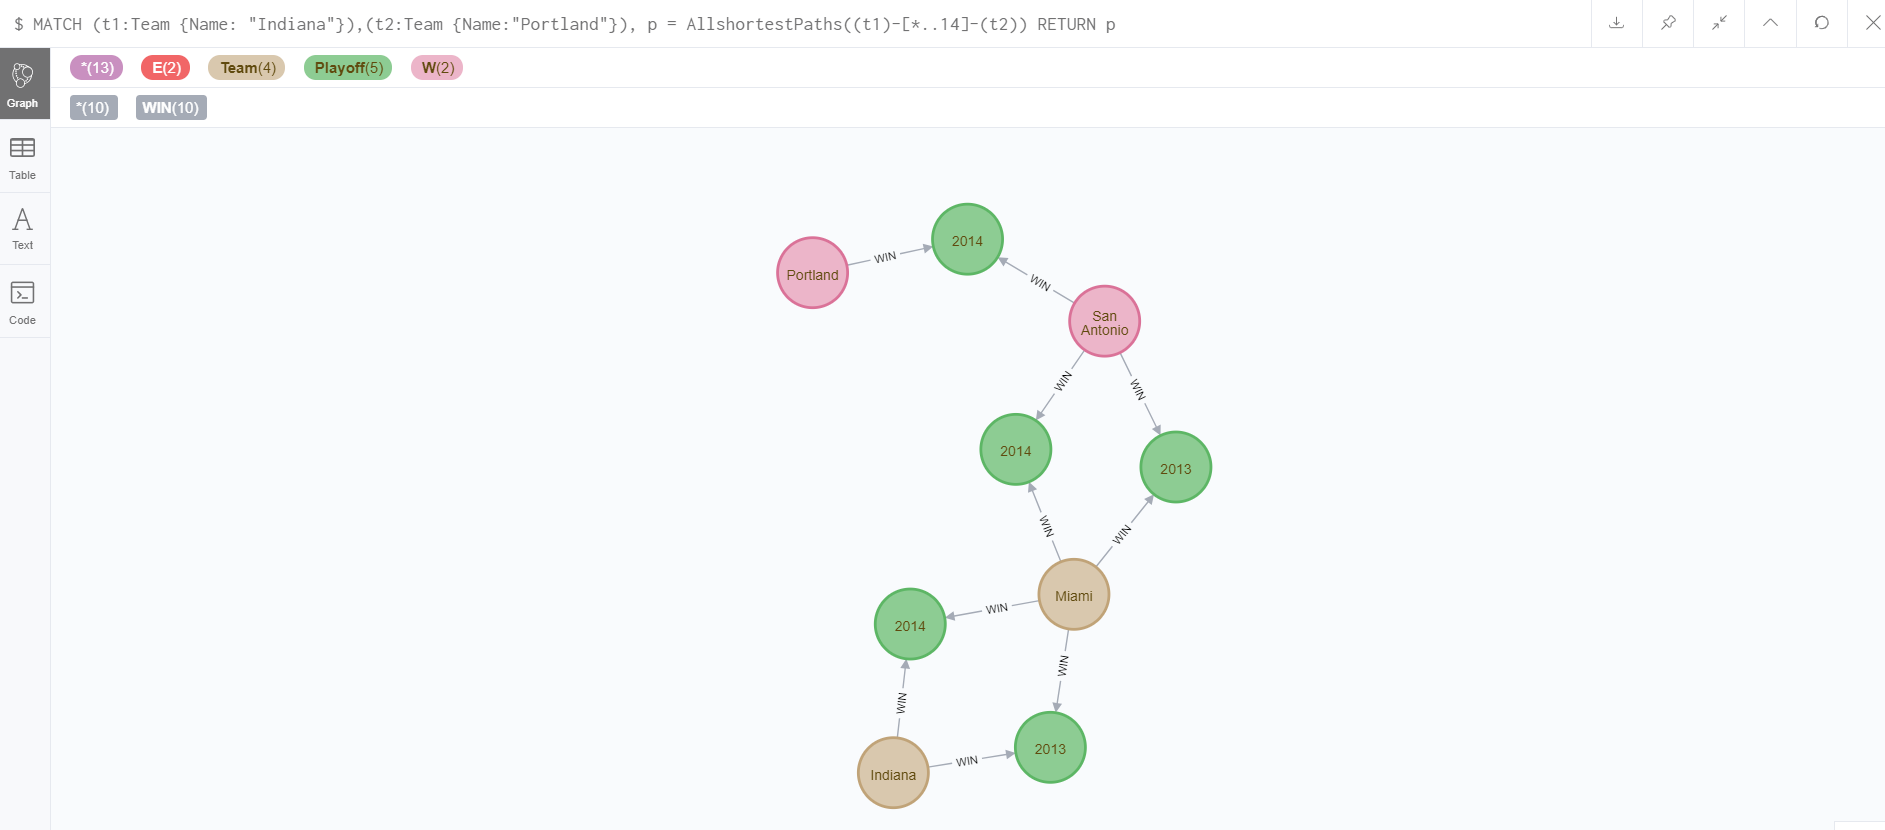 $ MATCH (t1:Team {Name: "Indiana"}),(t2:Team {Name:"Portland"}), p = AllshortestPaths((t1)-[*..14]-(t2)) RETURN p
*(13) E(2) Team(4) Playoff(5) W(2)
*(10) WIN(10)
Graph
Table
Text
Code
Portland
WIN
2014
WIN
San
Antonio
WIN
WIN
2014
2013
WIN
WIN
Miami
WIN
2014
WIN
WIN
2013
WIN
Indiana